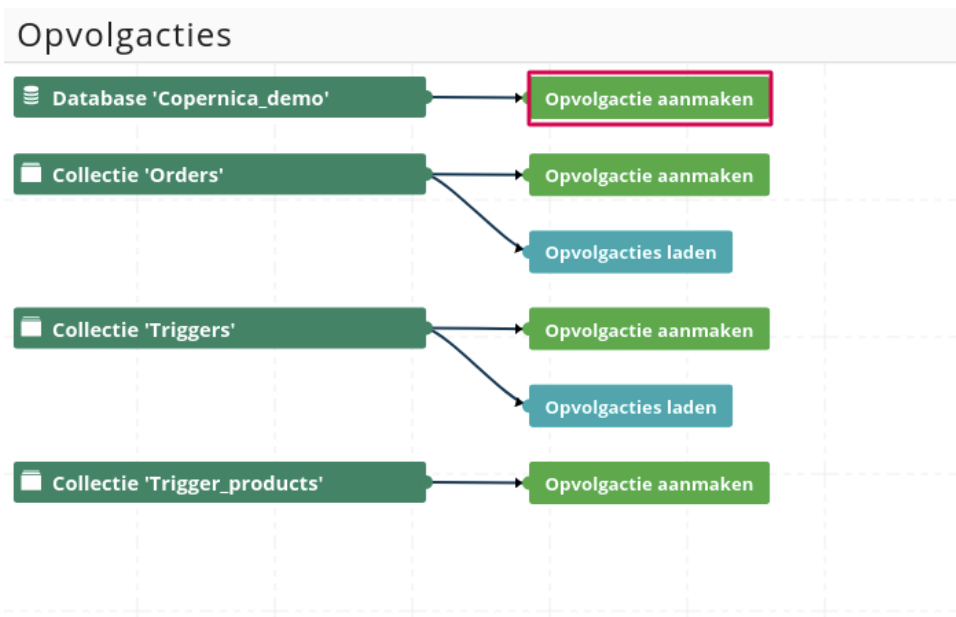 Opvolgacties
Database 'Copernica_demo'
Opvolgactie aanmaken
Collectie 'Orders'
Opvolgactie aanmaken
Opvolgacties laden
Collectie 'Triggers'
Opvolgactie aanmaken
Opvolgacties laden
Collectie 'Trigger_products'
Opvolgactie aanmaken